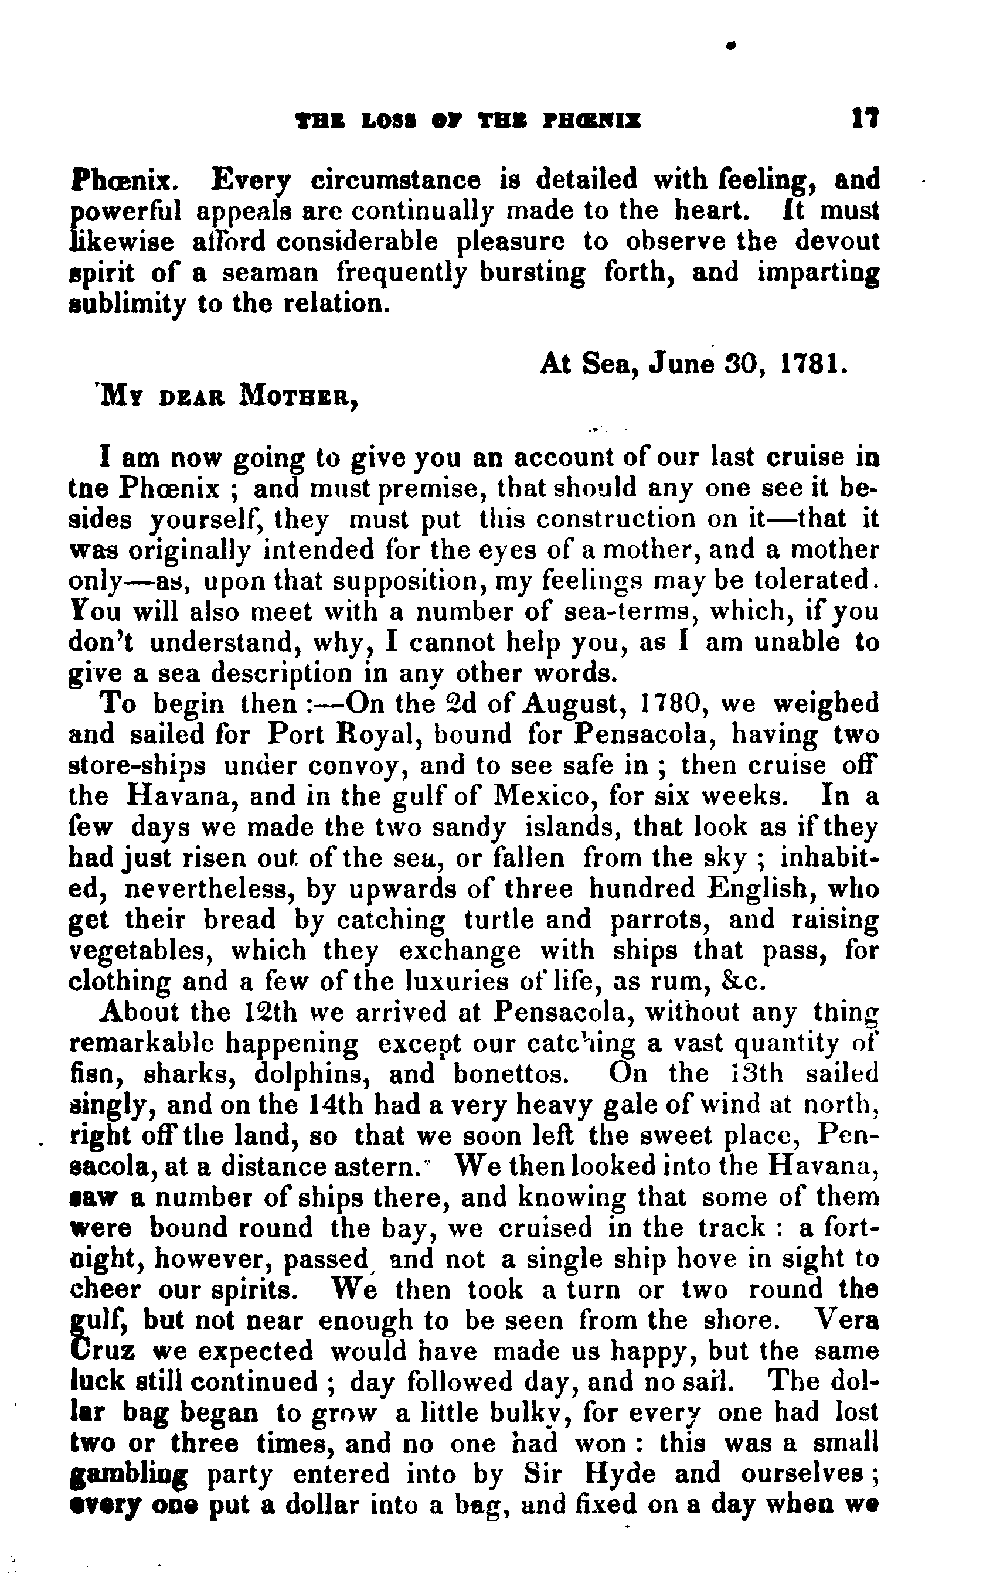 THE LOSS OF THE PHŒNIX 17
Phœnix. Every circumstance is detailed with feeling, and
powerful appeals are continually made to the heart. It must
likewise afford considerable pleasure to observe the devout
spirit of a seaman frequently bursting forth, and imparting
sublimity to the relation.
At Sea, June 30, 1781.
My dear Mother,
I am now going to give you an account of our last cruise in
tne Phœnix ; and must premise, that should any one see it be-
sides yourself, they must put this construction on it—that it
was originally intended for the eyes of a mother, and a mother
only—as, upon that supposition, my feelings may be tolerated.
You will also meet with a number of sea-terms, which, if you
don't understand, why, I cannot help you, as I am unable to
give a sea description in any other words.
To begin then :—On the 2d of August, 1780, we weighed
and sailed for Port Royal, bound for Pensacola, having two
store-ships under convoy, and to see safe in ; then cruise off
the Havana, and in the gulf of Mexico, for six weeks. In a
few days we made the two sandy islands, that look as if they
had just risen out of the sea, or fallen from the sky ; inhabit-
ed, nevertheless, by upwards of three hundred English, who
get their bread by catching turtle and parrots, and raising
vegetables, which they exchange with ships that pass, for
clothing and a few of the luxuries of life, as rum, &c.
About the 12th we arrived at Pensacola, without any thing
remarkable happening except our catching a vast quantity of
fisn, sharks, dolphins, and bonettos. On the 13th sailed
singly, and on the 14th had a very heavy gale of wind at north,
right off the land, so that we soon left the sweet place, Pen-
sacola, at a distance astern. We then looked into the Havana,
saw a number of ships there, and knowing that some of them
were bound round the bay, we cruised in the track : a fort-
night, however, passed, and not a single ship hove in sight to
cheer our spirits. We then took a turn or two round the
gulf, but not near enough to be seen from the shore. Vera
Cruz we expected would have made us happy, but the same
luck still continued ; day followed day, and no sail. The dol-
lar bag began to grow a little bulky, for every one had lost
two or three times, and no one had won : this was a small
gambling party entered into by Sir Hyde and ourselves ;
every one put a dollar into a bag, and fixed on a day when we